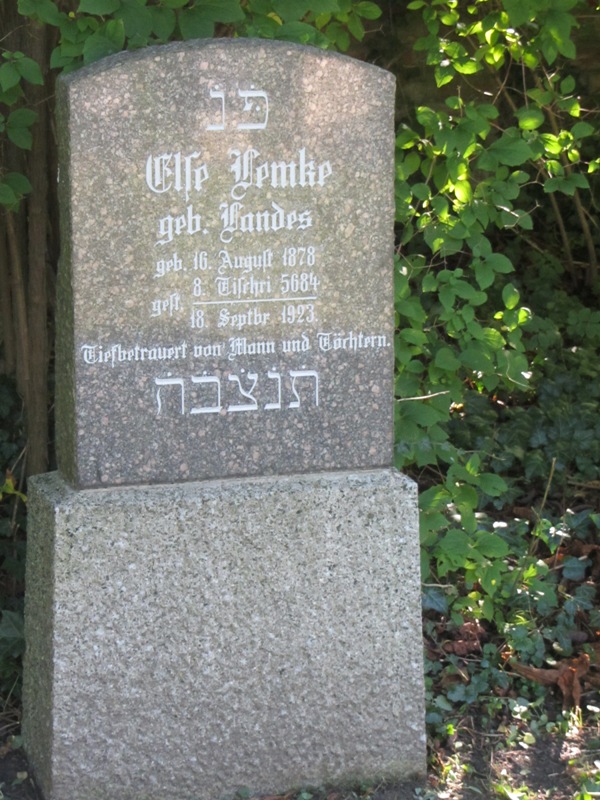 פ׳נ׳
Else Lemke
geb. Landes
geb. 16. August 1878
8. Tischri 5684
gest.
18. Septbr 1923.
Tiefbetrauert von Mann und Töchtern.
ת׳נ׳צ׳ב׳ה׳